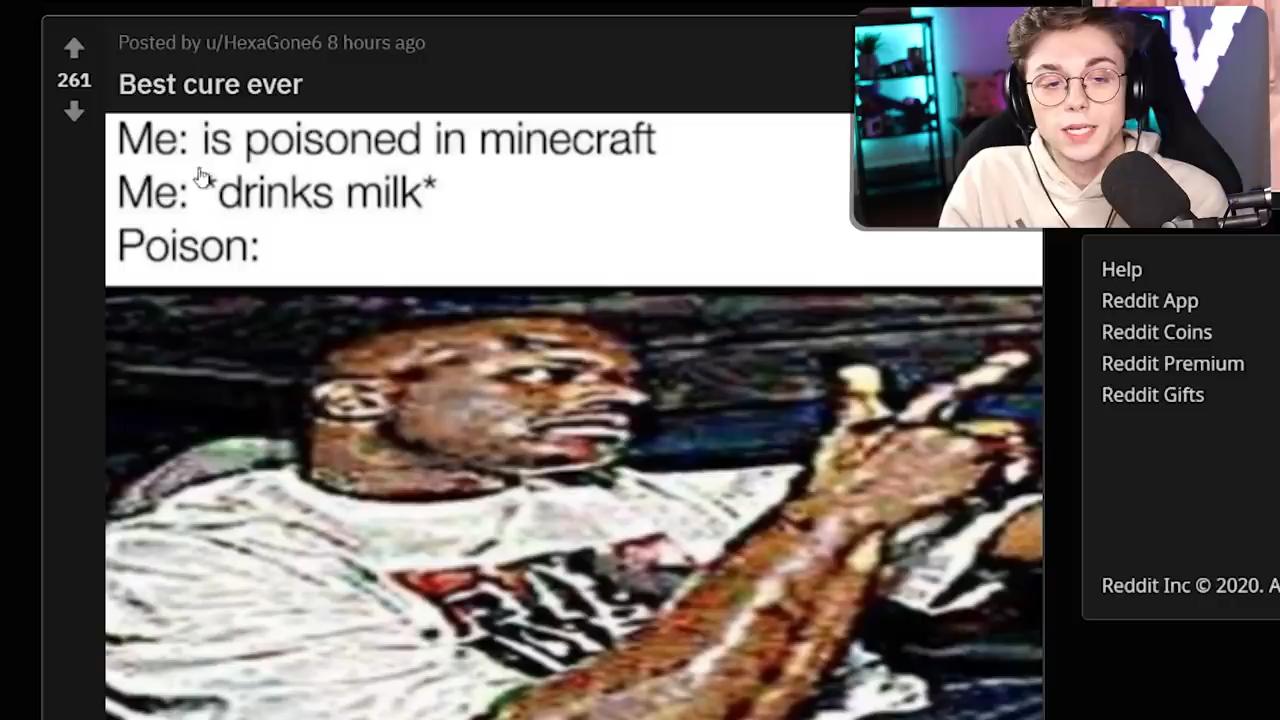 Posted by u/HexaGone6 8 hours ago
261
Best cure ever
Me: is poisoned in minecraft
Me: *drinks milk*
Poison:
Help
Reddit App
Reddit Coins
Reddit Premium
Reddit Gifts
Reddit Inc © 2020. A